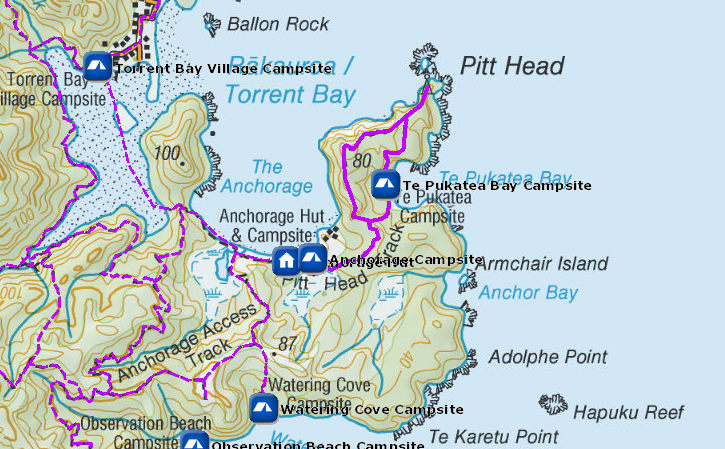 Ballon Rock
Pitt Head
Torrent Bay Village Campsite
Torrent Bay
Village Campsite
Rākauroa /
Torrent Bay
100
80
The
Anchorage
Te Pukatea Bay
Te Pukatea Bay Campsite
Te Pukatea
Campsite
Anchorage Hut
& Campsite
Anchorage Campsite
Pitt Head Track
Armchair Island
Anchor Bay
100
Anchorage Access
Track
87
40
Adolphe Point
Watering Cove
Campsite
Watering Cove Campsite
Hapuku Reef
Observation Beach
Campsite
Observation Beach Campsite
Te Karetu Point